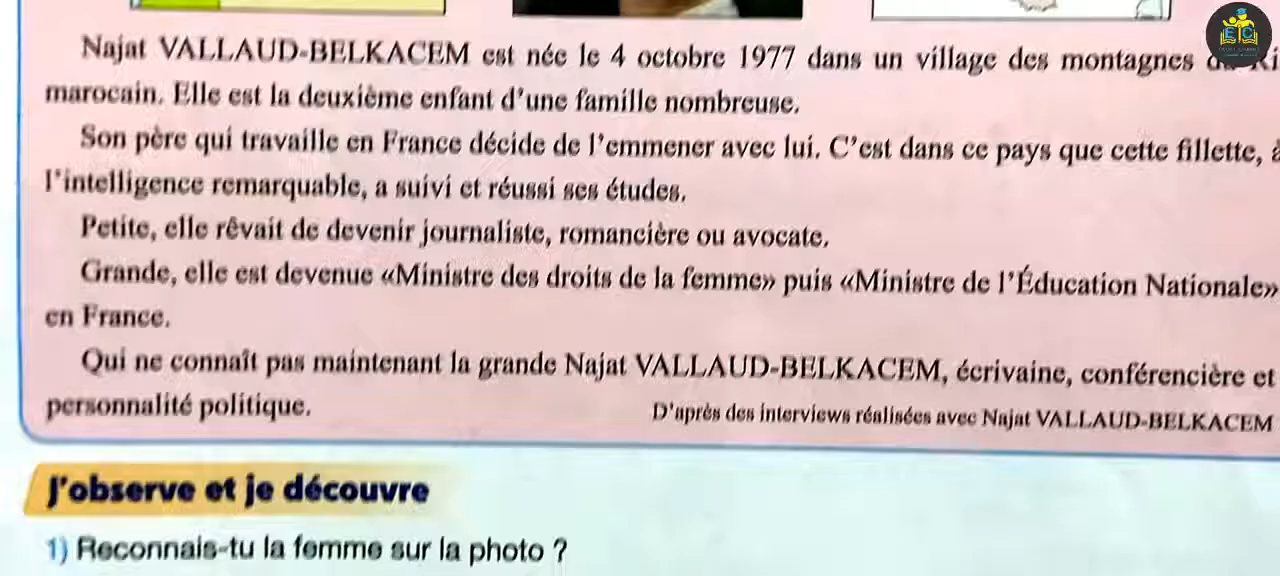 Najat VALLAUD-BELKACEM est née le 4 octobre 1977 dans un village des montagnes
marocain. Elle est la deuxième enfant d'une famille nombreuse.
Son père qui travaille en France décide de l'emmener avec lui. C'est dans ce pays que cette fillette, à
l'intelligence remarquable, a suivi et réussi ses études.
Petite, elle rêvait de devenir journaliste, romancière ou avocate.
Grande, elle est devenue «Ministre des droits de la femme» puis «Ministre de l'Éducation Nationale»
en France.
Qui ne connaît pas maintenant la grande Najat VALLAUD-BELKACEM, écrivaine, conférencière et
personnalité politique.
D'après des interviews réalisées avec Najat VALLAUD-BELKACEM
J'observe et je découvre
1) Reconnais-tu la femme sur la photo ?
EC